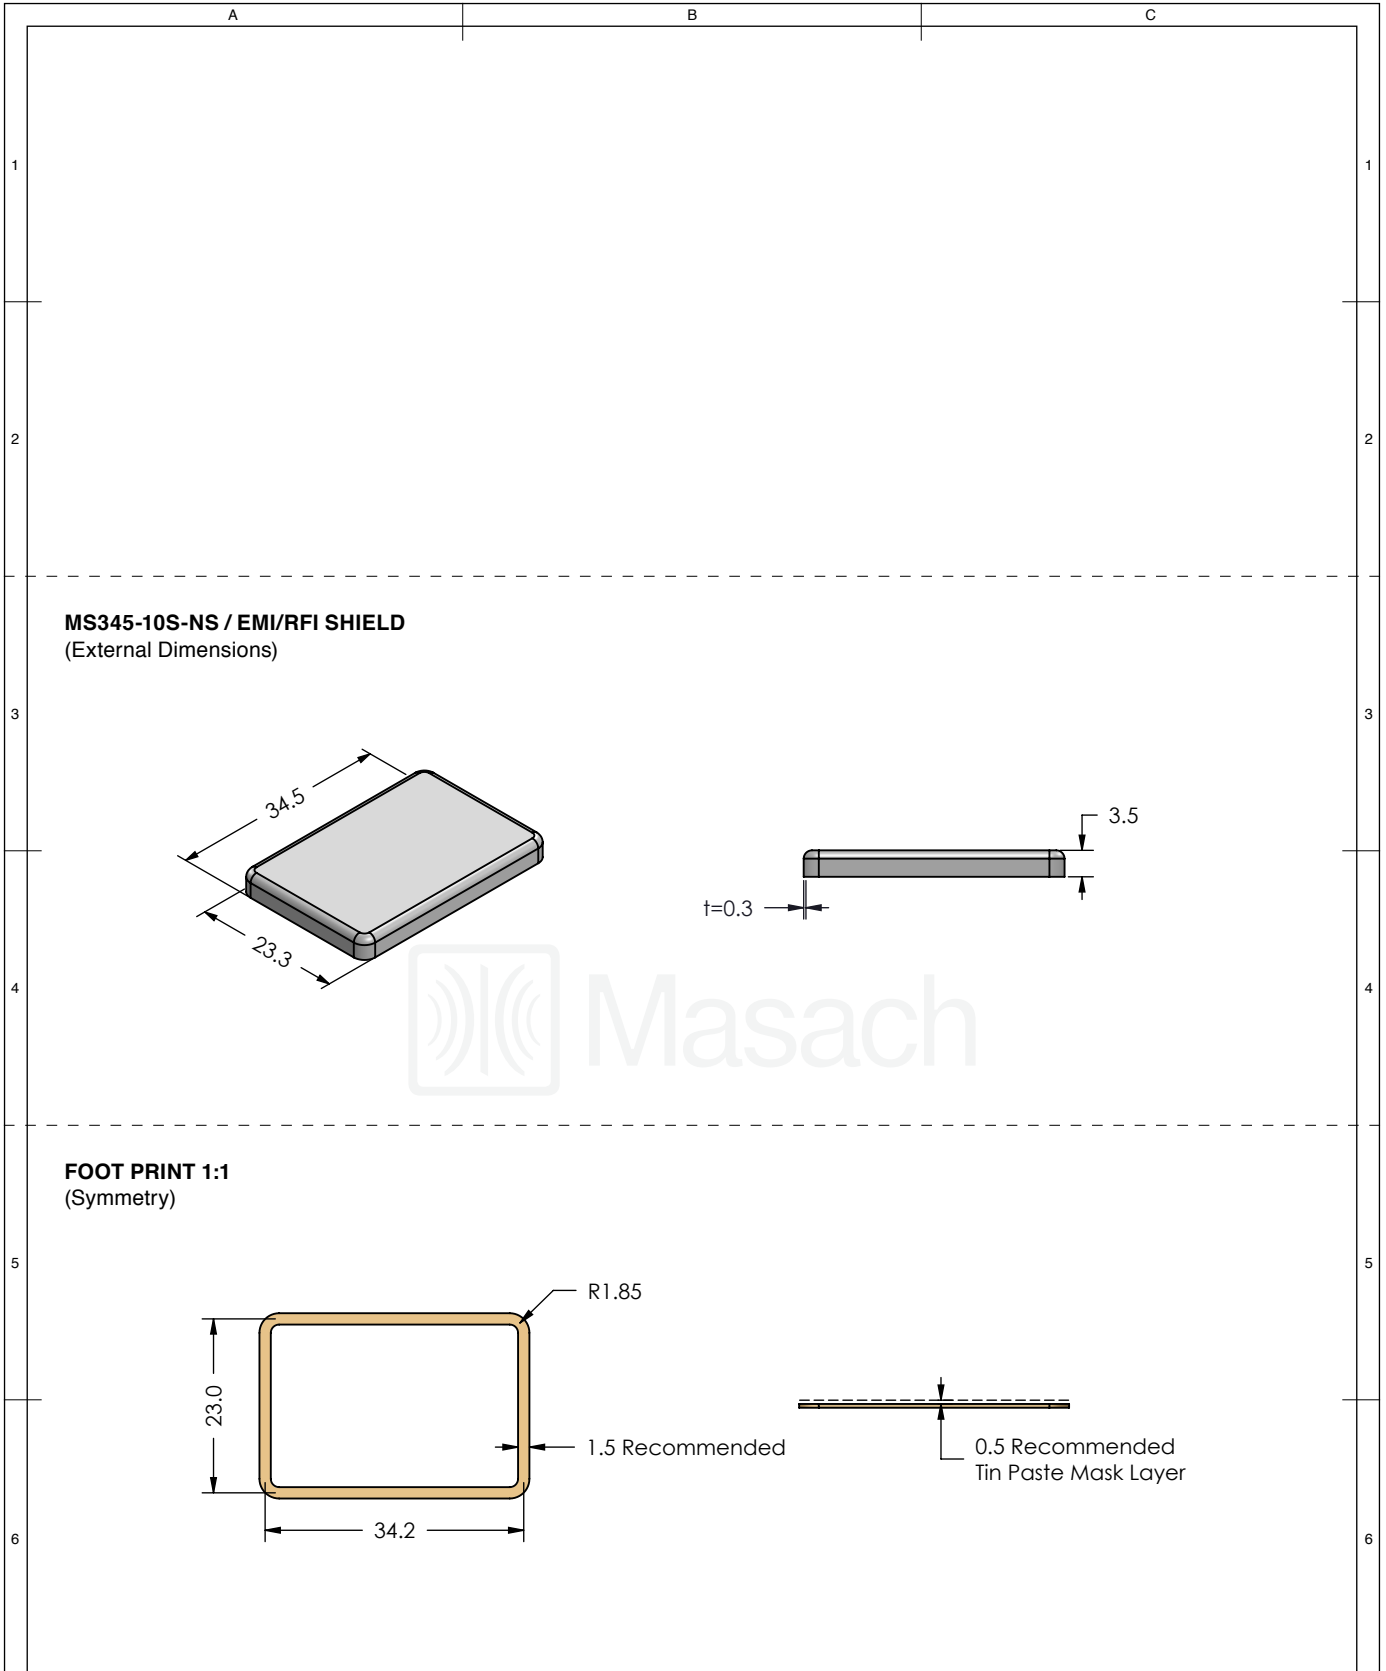 A B C
1 1
2 2
MS345-10S-NS / EMI/RFI SHIELD
(External Dimensions)
3 3
34.5
23.3
3.5
t=0.3
4 4
Masach
FOOT PRINT 1:1
(Symmetry)
5 5
R1.85
23.0
1.5 Recommended
34.2
0.5 Recommended
Tin Paste Mask Layer
6 6